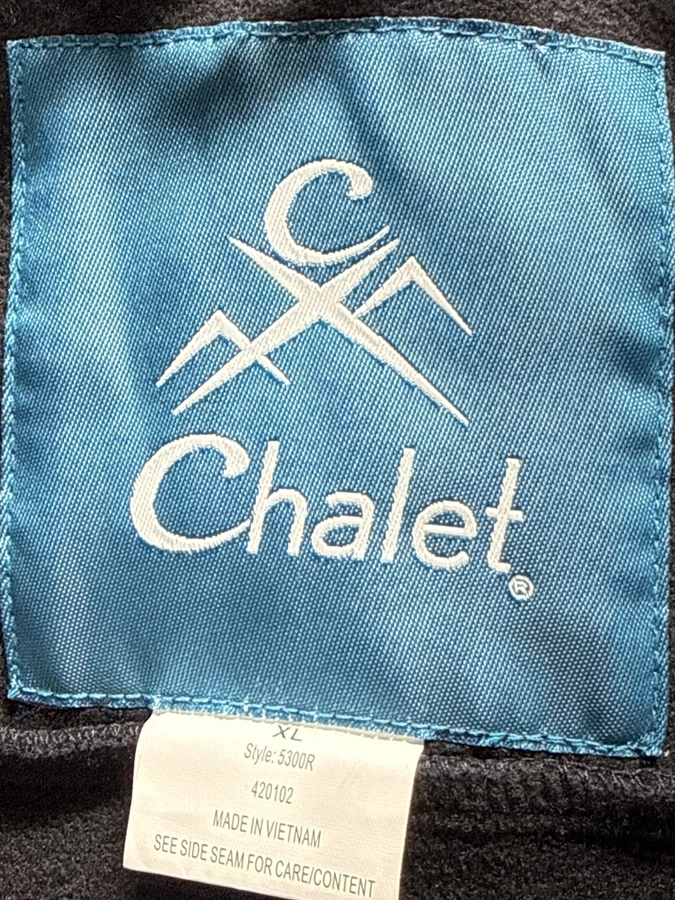 C
Chalet®
XL
Style: 5300R
420102
MADE IN VIETNAM
SEE SIDE SEAM FOR CARE/CONTENT